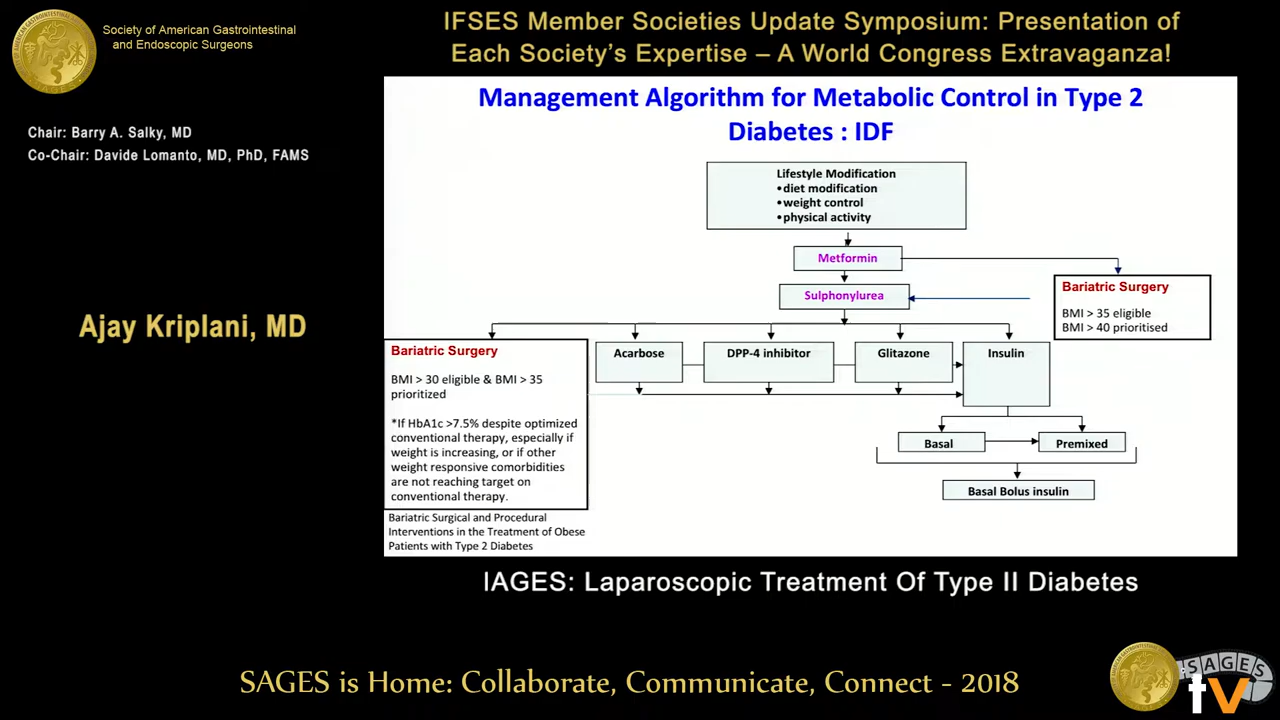 Society of American Gastrointestinal
and Endoscopic Surgeons
IFSES Member Societies Update Symposium: Presentation of
Each Society's Expertise – A World Congress Extravaganza!
Chair: Barry A. Salky, MD
Co-Chair: Davide Lomanto, MD, PhD, FAMS
Ajay Kriplani, MD
Management Algorithm for Metabolic Control in Type 2
Diabetes : IDF
Lifestyle Modification
•diet modification
•weight control
•physical activity
Metformin
Sulphonylurea
Bariatric Surgery
BMI > 35 eligible
BMI > 40 prioritised
Bariatric Surgery
BMI > 30 eligible & BMI > 35
prioritized
*If HbA1c >7.5% despite optimized
conventional therapy, especially if
weight is increasing, or if other
weight responsive comorbidities
are not reaching target on
conventional therapy.
Acarbose
DPP-4 inhibitor
Glitazone
Insulin
Basal
Premixed
Basal Bolus insulin
Bariatric Surgical and Procedural
Interventions in the Treatment of Obese
Patients with Type 2 Diabetes
IAGES: Laparoscopic Treatment Of Type II Diabetes
SAGES is Home: Collaborate, Communicate, Connect - 2018
SAGES
tv